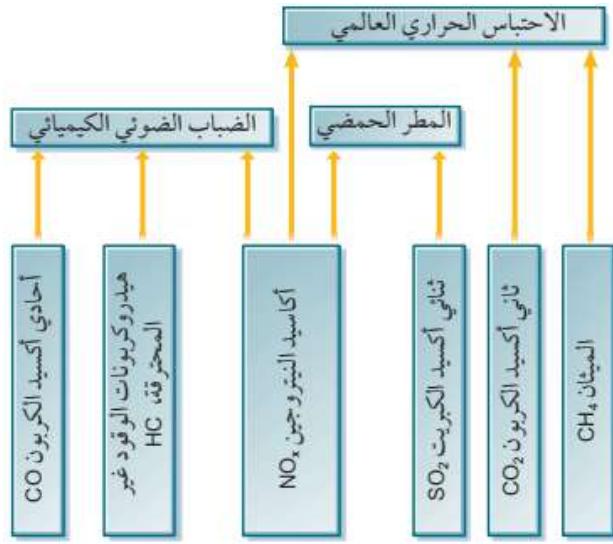 الاحتباس الحراري العالمي
المطر الحمضي
الضباب الضوئي الكيميائي
الميثان CH₄
ثاني أكسيد الكربون CO₂
ثنائي أكسيد الكبريت SO₂
أكاسيد النيتروجين NOₓ
هيدروكربونات الوقود غير
المحترقة، HC
أحادي أكسيد الكربون CO